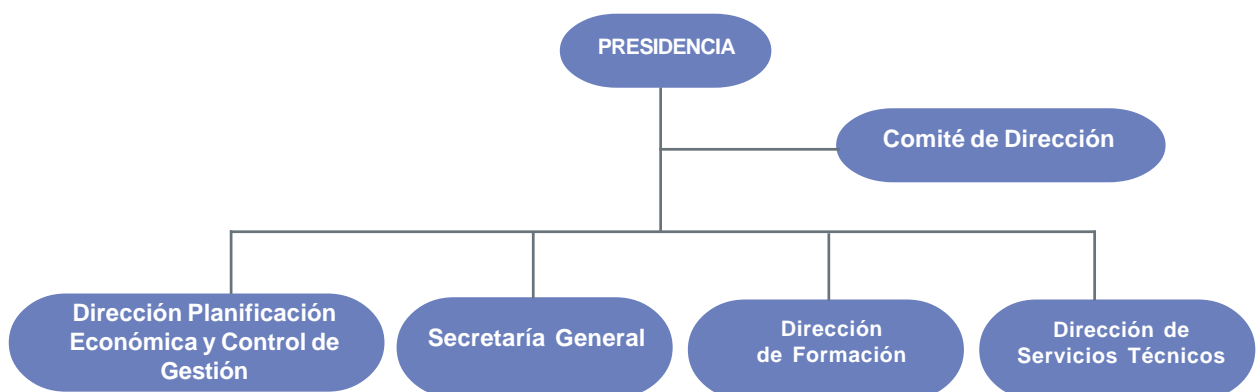 PRESIDENCIA
Comité de Dirección
Dirección Planificación
Económica y Control de
Gestión
Secretaría General
Dirección
de Formación
Dirección de
Servicios Técnicos